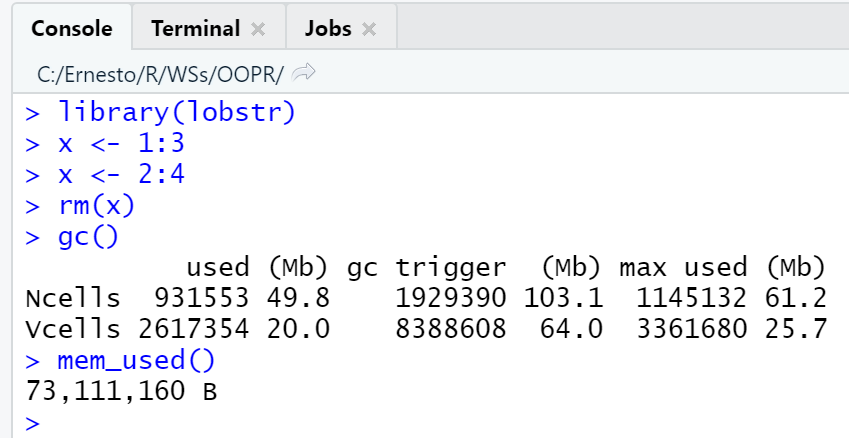 Console Terminal Jobs
C:/Ernesto/R/WSs/OOPR/
> library(lobstr)
> x <- 1:3
> x <- 2:4
> rm(x)
> gc()
          used (Mb) gc trigger  (Mb) max used (Mb)
Ncells  931553 49.8    1929390 103.1  1145132 61.2
Vcells 2617354 20.0    8388608  64.0  3361680 25.7
> mem_used()
73,111,160 B
>